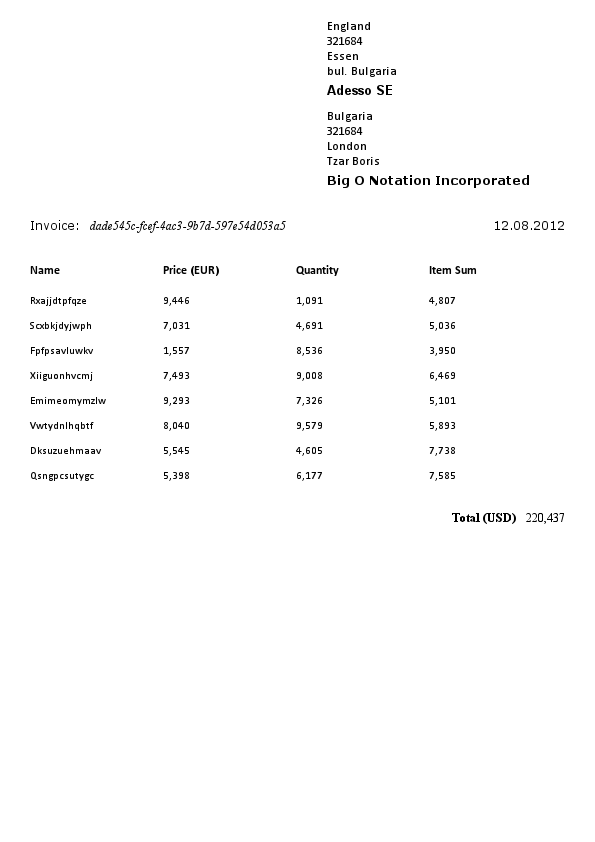 England
321684
Essen
bul. Bulgaria
Adesso SE
Bulgaria
321684
London
Tzar Boris
Big O Notation Incorporated
Invoice: dade545c-fcef-4ac3-9b7d-597e54d053a5 12.08.2012
Name Price (EUR) Quantity Item Sum
Rxajjdtpfqze 9,446 1,091 4,807
Scxbkjdyjwph 7,031 4,691 5,036
Fpfpsavluwkv 1,557 8,536 3,950
Xiiguonhvcmj 7,493 9,008 6,469
Emimeomymzlw 9,293 7,326 5,101
Vwtydnlhqbtf 8,040 9,579 5,893
Dksuzuehmaav 5,545 4,605 7,738
Qsngpcsutygc 5,398 6,177 7,585
Total (USD) 220,437